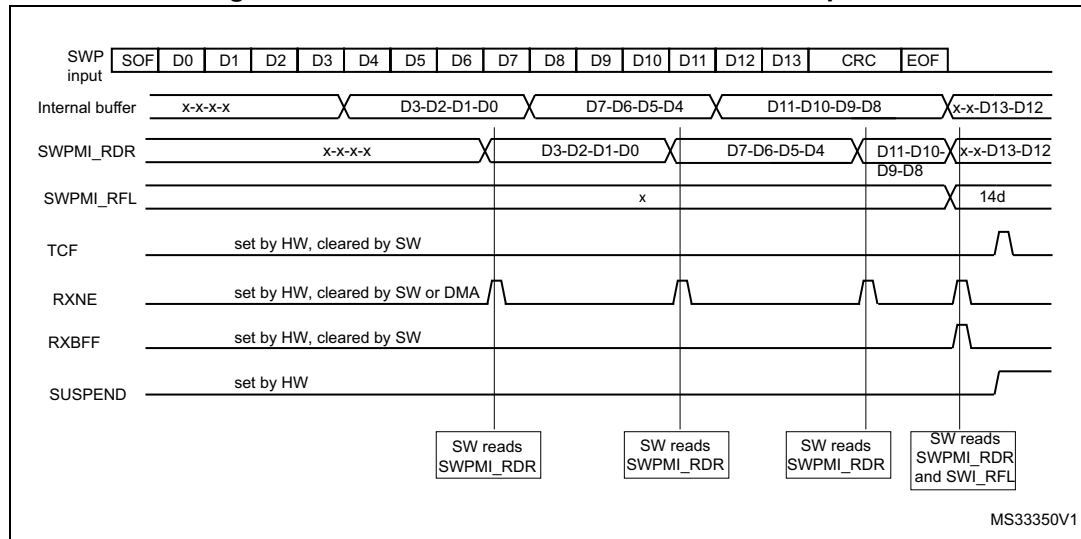 SWP input SOF D0 D1 D2 D3 D4 D5 D6 D7 D8 D9 D10 D11 D12 D13 CRC EOF
Internal buffer x-x-x-x D3-D2-D1-D0 D7-D6-D5-D4 D11-D10-D9-D8 x-x-D13-D12
SWPMI_RDR x-x-x-x D3-D2-D1-D0 D7-D6-D5-D4 D11-D10-D9-D8 x-x-D13-D12
SWPMI_RFL x 14d
TCF set by HW, cleared by SW
RXNE set by HW, cleared by SW or DMA
RXBFF set by HW, cleared by SW
SUSPEND set by HW
SW reads SWPMI_RDR
SW reads SWPMI_RDR
SW reads SWPMI_RDR
SW reads SWPMI_RDR and SWI_RFL
MS33350V1